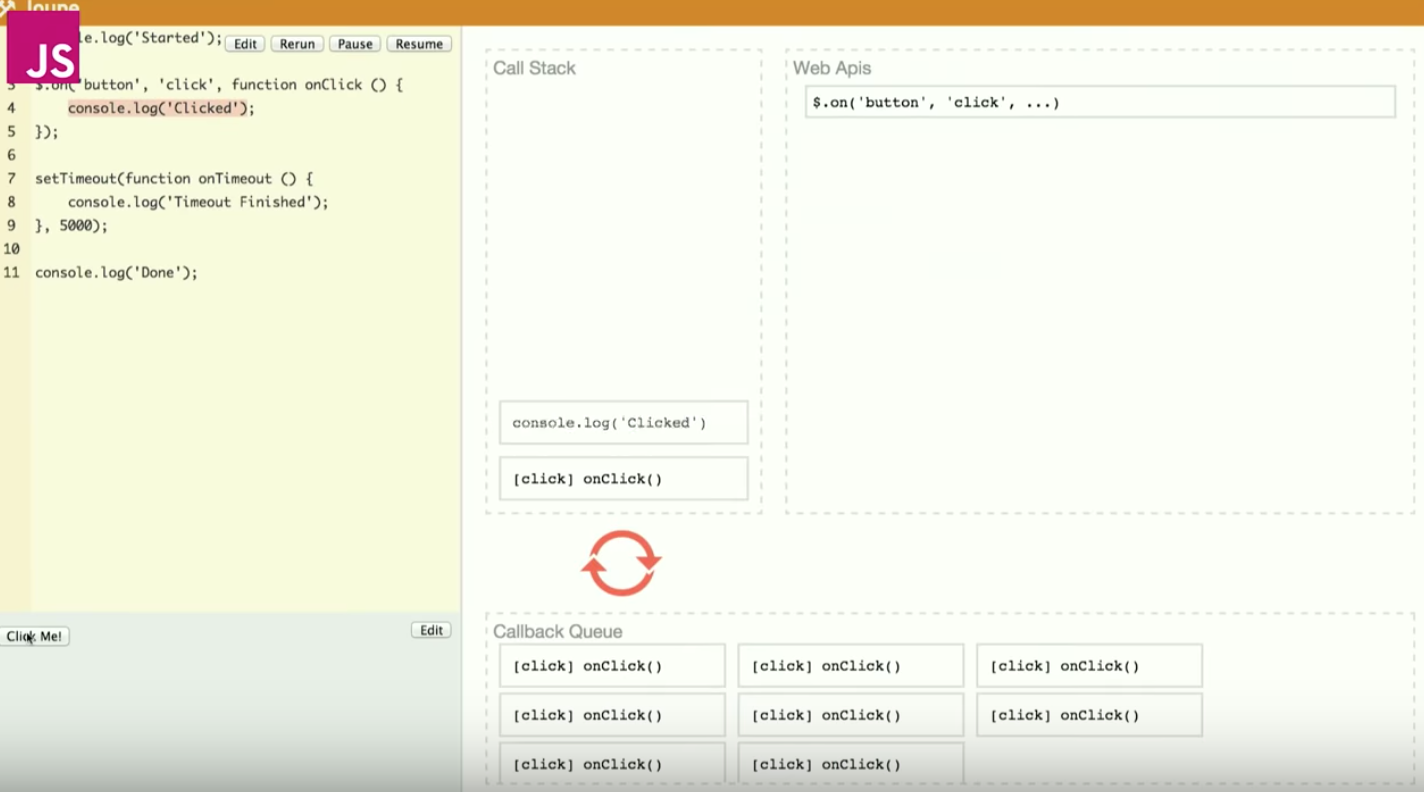 loupe
JS
le.log('Started');
Edit Rerun Pause Resume
3 $.on('button', 'click', function onClick () {
4 console.log('Clicked');
5 });
6
7 setTimeout(function onTimeout () {
8 console.log('Timeout Finished');
9 }, 5000);
10
11 console.log('Done');
Click Me!
Edit
Call Stack
console.log('Clicked')
[click] onClick()
Web Apis
$.on('button', 'click', ...)
Callback Queue
[click] onClick() [click] onClick() [click] onClick()
[click] onClick() [click] onClick() [click] onClick()
[click] onClick() [click] onClick()